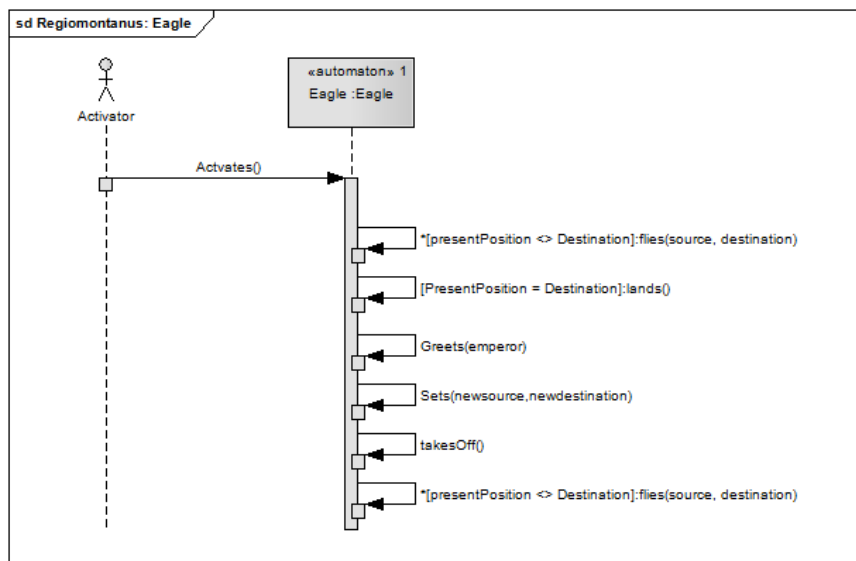 sd Regiomontanus: Eagle
«automaton» 1
Eagle :Eagle
Activator
Actvates()
*[presentPosition <> Destination]:flies(source, destination)
[PresentPosition = Destination]:lands()
Greets(emperor)
Sets(newsource,newdestination)
takesOff()
*[presentPosition <> Destination]:flies(source, destination)